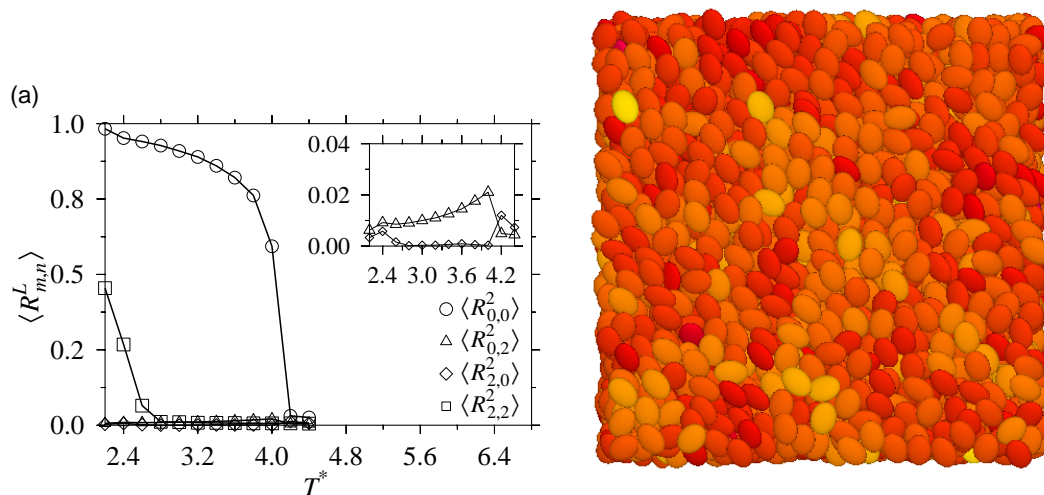 (a)
1.0
0.8
0.5
0.2
0.0
⟨R^L_{m,n}⟩
2.4 3.2 4.0 4.8 5.6 6.4
T*
0.04
0.02
0.00
2.4 3.0 3.6 4.2
⟨R^2_{0,0}⟩
⟨R^2_{0,2}⟩
⟨R^2_{2,0}⟩
⟨R^2_{2,2}⟩